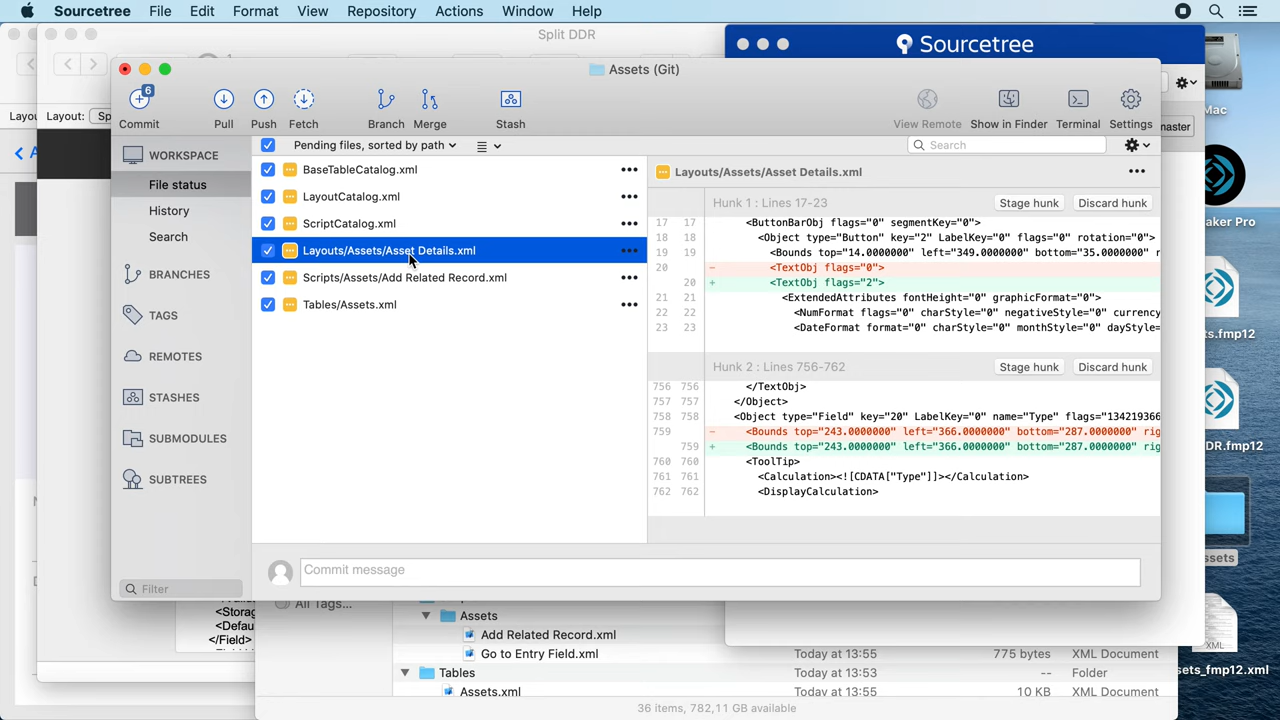 Sourcetree File Edit Format View Repository Actions Window Help
Split DDR
Sourcetree
Layout:
Assets (Git)
6
Commit Pull Push Fetch Branch Merge Stash View Remote Show in Finder Terminal Settings
master
Mac
WORKSPACE
File status
History
Search
BRANCHES
TAGS
REMOTES
STASHES
SUBMODULES
SUBTREES
Filter
Pending files, sorted by path
Search
BaseTableCatalog.xml
LayoutCatalog.xml
ScriptCatalog.xml
Layouts/Assets/Asset Details.xml
Scripts/Assets/Add Related Record.xml
Tables/Assets.xml
Layouts/Assets/Asset Details.xml
Hunk 1 : Lines 17-23 Stage hunk Discard hunk
17 17 <ButtonBarObj flags="0" segmentKey="0">
18 18 <Object type="Button" key="2" LabelKey="0" flags="0" rotation="0">
19 19 <Bounds top="14.0000000" left="349.0000000" bottom="35.0000000" r
20 - <TextObj flags="0">
20 + <TextObj flags="2">
21 21 <ExtendedAttributes fontHeight="0" graphicFormat="0">
22 22 <NumFormat flags="0" charStyle="0" negativeStyle="0" currency
23 23 <DateFormat format="0" charStyle="0" monthStyle="0" dayStyle=
Hunk 2 : Lines 756-762 Stage hunk Discard hunk
756 756 </TextObj>
757 757 </Object>
758 758 <Object type="Field" key="20" LabelKey="0" name="Type" flags="134219366
759 - <Bounds top="243.0000000" left="366.0000000" bottom="287.0000000" rig
759 + <Bounds top="243.0000000" left="366.0000000" bottom="287.0000000" rig
760 760 <ToolTip>
761 761 <Calculation><![CDATA["Type"]]></Calculation>
762 762 <DisplayCalculation>
Commit message
aker Pro
ts.fmp12
DR.fmp12
ssets
XML
sets_fmp12.xml
</Field>
All Tags...
Assets
Add Related Record.xml
Go to Entry Field.xml Today at 13:55 775 bytes XML Document
Tables Today at 13:53 -- Folder
Assets.xml Today at 13:55 10 KB XML Document
36 items, 782,11 GB available